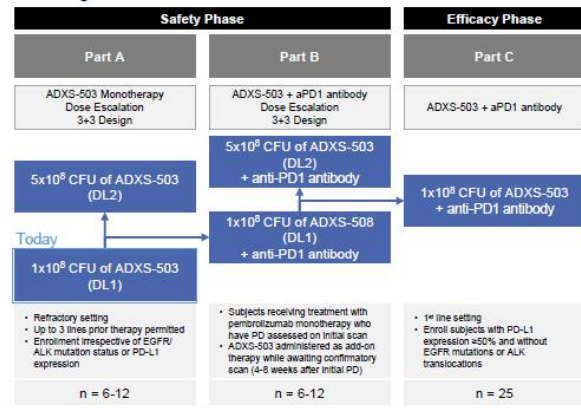 Safety Phase
Efficacy Phase
Part A
Part B
Part C
ADXS-503 Monotherapy
Dose Escalation
3+3 Design
ADXS-503 + aPD1 antibody
Dose Escalation
3+3 Design
ADXS-503 + aPD1 antibody
5x10⁸ CFU of ADXS-503
(DL2)
5x10⁸ CFU of ADXS-503
(DL2)
+ anti-PD1 antibody
1x10⁸ CFU of ADXS-503
+ anti-PD1 antibody
Today
1x10⁸ CFU of ADXS-503
(DL1)
1x10⁸ CFU of ADXS-508
(DL1)
+ anti-PD1 antibody
• Refractory setting
• Up to 3 lines prior therapy permitted
• Enrollment irrespective of EGFR/
ALK mutation status or PD-L1
expression
• Subjects receiving treatment with
pembrolizumab monotherapy who
have PD assessed on initial scan
• ADXS-503 administered as add-on
therapy while awaiting confirmatory
scan (4-8 weeks after initial PD)
• 1st line setting
• Enroll subjects with PD-L1
expression ≥50% and without
EGFR mutations or ALK
translocations
n = 6-12
n = 6-12
n = 25